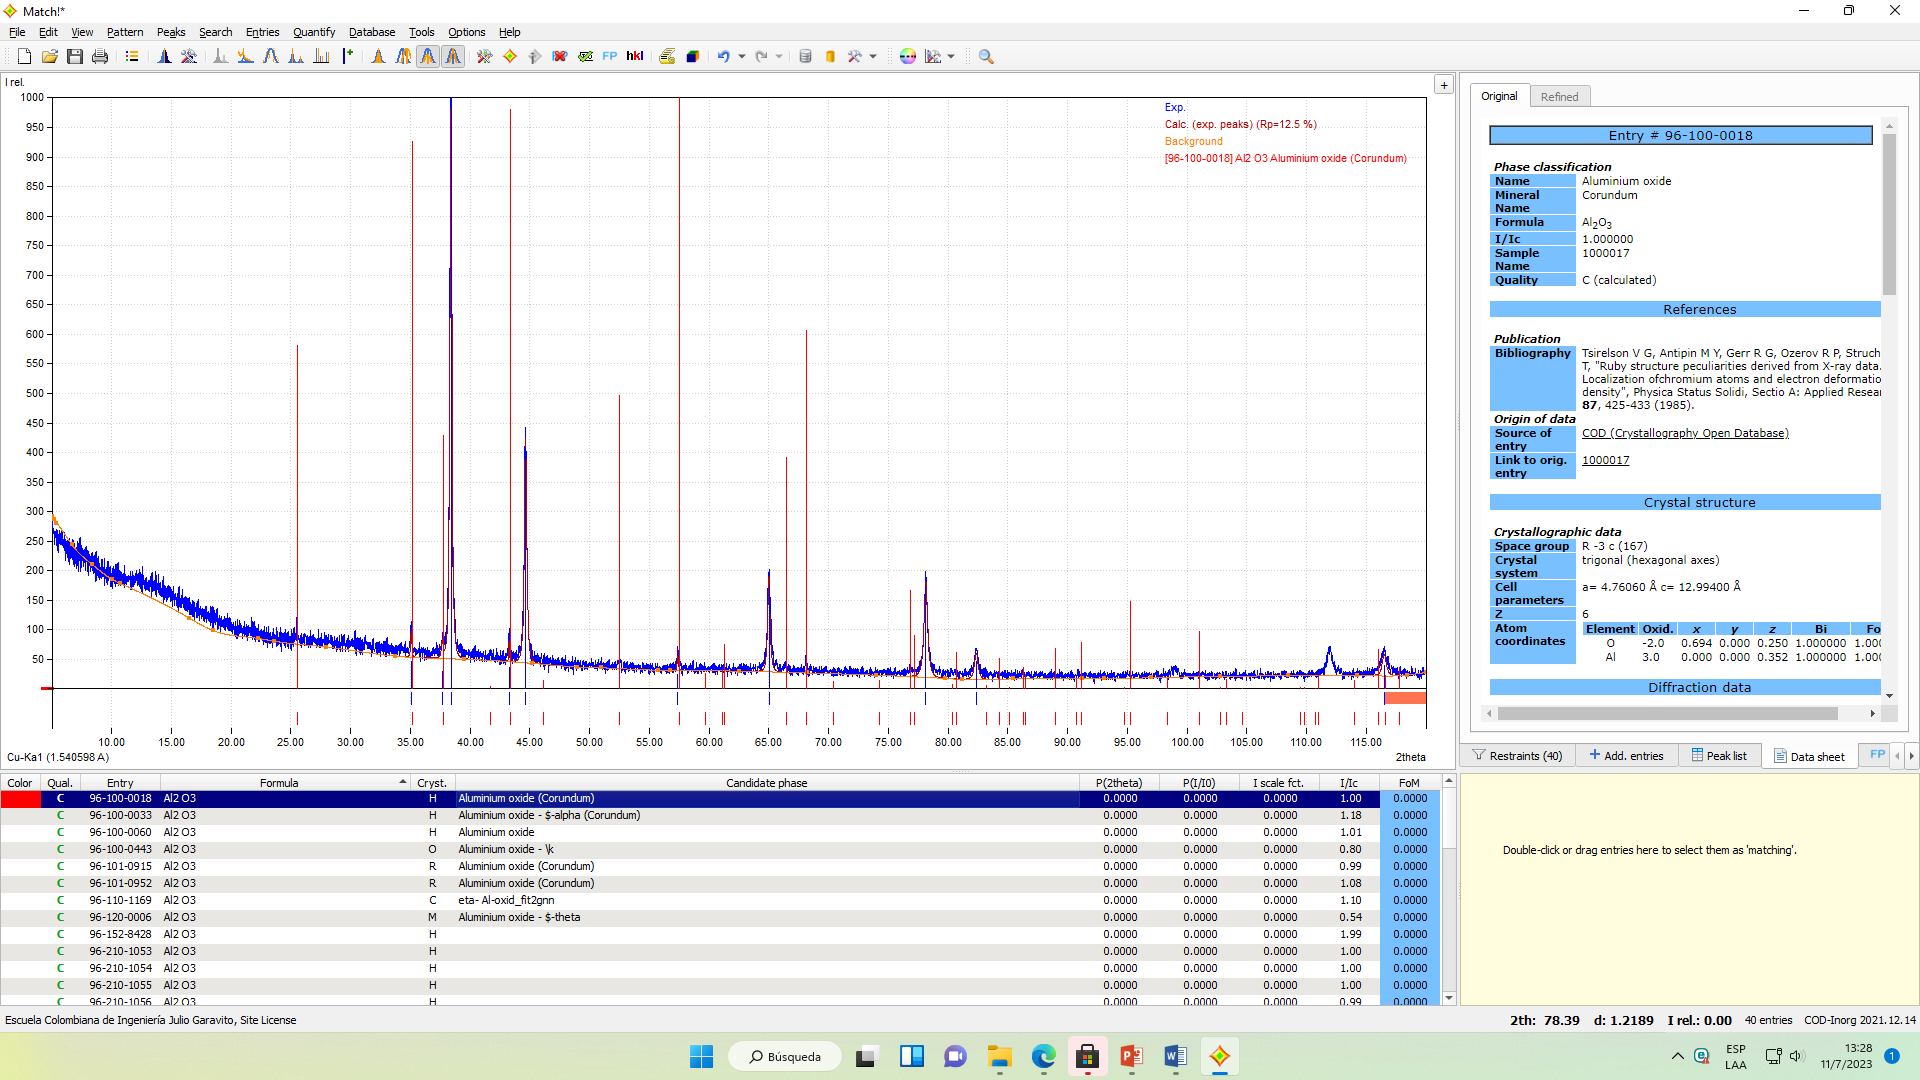 Match!*
File Edit View Pattern Peaks Search Entries Quantify Database Tools Options Help
FP hkl
I rel.
Exp.
Calc. (exp. peaks) (Rp=12.5 %)
Background
[96-100-0018] Al2 O3 Aluminium oxide (Corundum)
1000
950
900
850
800
750
700
650
600
550
500
450
400
350
300
250
200
150
100
50
10.00 15.00 20.00 25.00 30.00 35.00 40.00 45.00 50.00 55.00 60.00 65.00 70.00 75.00 80.00 85.00 90.00 95.00 100.00 105.00 110.00 115.00
Cu-Ka1 (1.540598 A) 2theta
Original Refined
Entry # 96-100-0018
Phase classification
Name Aluminium oxide
Mineral Name Corundum
Formula Al2O3
I/Ic 1.000000
Sample Name 1000017
Quality C (calculated)
References
Publication
Bibliography Tsirelson V G, Antipin M Y, Gerr R G, Ozerov R P, Struch
T, "Ruby structure peculiarities derived from X-ray data.
Localization ofchromium atoms and electron deformatio
density", Physica Status Solidi, Sectio A: Applied Resear
87, 425-433 (1985).
Origin of data
Source of entry COD (Crystallography Open Database)
Link to orig. entry 1000017
Crystal structure
Crystallographic data
Space group R -3 c (167)
Crystal system trigonal (hexagonal axes)
Cell parameters a= 4.76060 Å c= 12.99400 Å
Z 6
Atom coordinates Element Oxid. x y z Bi Fo
O -2.0 0.694 0.000 0.250 1.000000 1.000
Al 3.0 0.000 0.000 0.352 1.000000 1.000
Diffraction data
Restraints (40) Add. entries Peak list Data sheet FP
Color Qual. Entry Formula Cryst. Candidate phase P(2theta) P(I/I0) I scale fct. I/Ic FoM
C 96-100-0018 Al2 O3 H Aluminium oxide (Corundum) 0.0000 0.0000 0.0000 1.00 0.0000
C 96-100-0033 Al2 O3 H Aluminium oxide - $-alpha (Corundum) 0.0000 0.0000 0.0000 1.18 0.0000
C 96-100-0060 Al2 O3 H Aluminium oxide 0.0000 0.0000 0.0000 1.01 0.0000
C 96-100-0443 Al2 O3 O Aluminium oxide - \k 0.0000 0.0000 0.0000 0.80 0.0000
C 96-101-0915 Al2 O3 R Aluminium oxide (Corundum) 0.0000 0.0000 0.0000 0.99 0.0000
C 96-101-0952 Al2 O3 R Aluminium oxide (Corundum) 0.0000 0.0000 0.0000 1.08 0.0000
C 96-110-1169 Al2 O3 C eta- Al-oxid_fit2gnn 0.0000 0.0000 0.0000 1.10 0.0000
C 96-120-0006 Al2 O3 M Aluminium oxide - $-theta 0.0000 0.0000 0.0000 0.54 0.0000
C 96-152-8428 Al2 O3 H 0.0000 0.0000 0.0000 1.99 0.0000
C 96-210-1053 Al2 O3 H 0.0000 0.0000 0.0000 1.00 0.0000
C 96-210-1054 Al2 O3 H 0.0000 0.0000 0.0000 1.00 0.0000
C 96-210-1055 Al2 O3 H 0.0000 0.0000 0.0000 1.00 0.0000
C 96-210-1056 Al2 O3 H 0.0000 0.0000 0.0000 0.99 0.0000
Double-click or drag entries here to select them as 'matching'.
Escuela Colombiana de Ingeniería Julio Garavito, Site License
2th: 78.39 d: 1.2189 I rel.: 0.00 40 entries COD-Inorg 2021.12.14
Búsqueda
ESP
LAA
13:28
11/7/2023
1